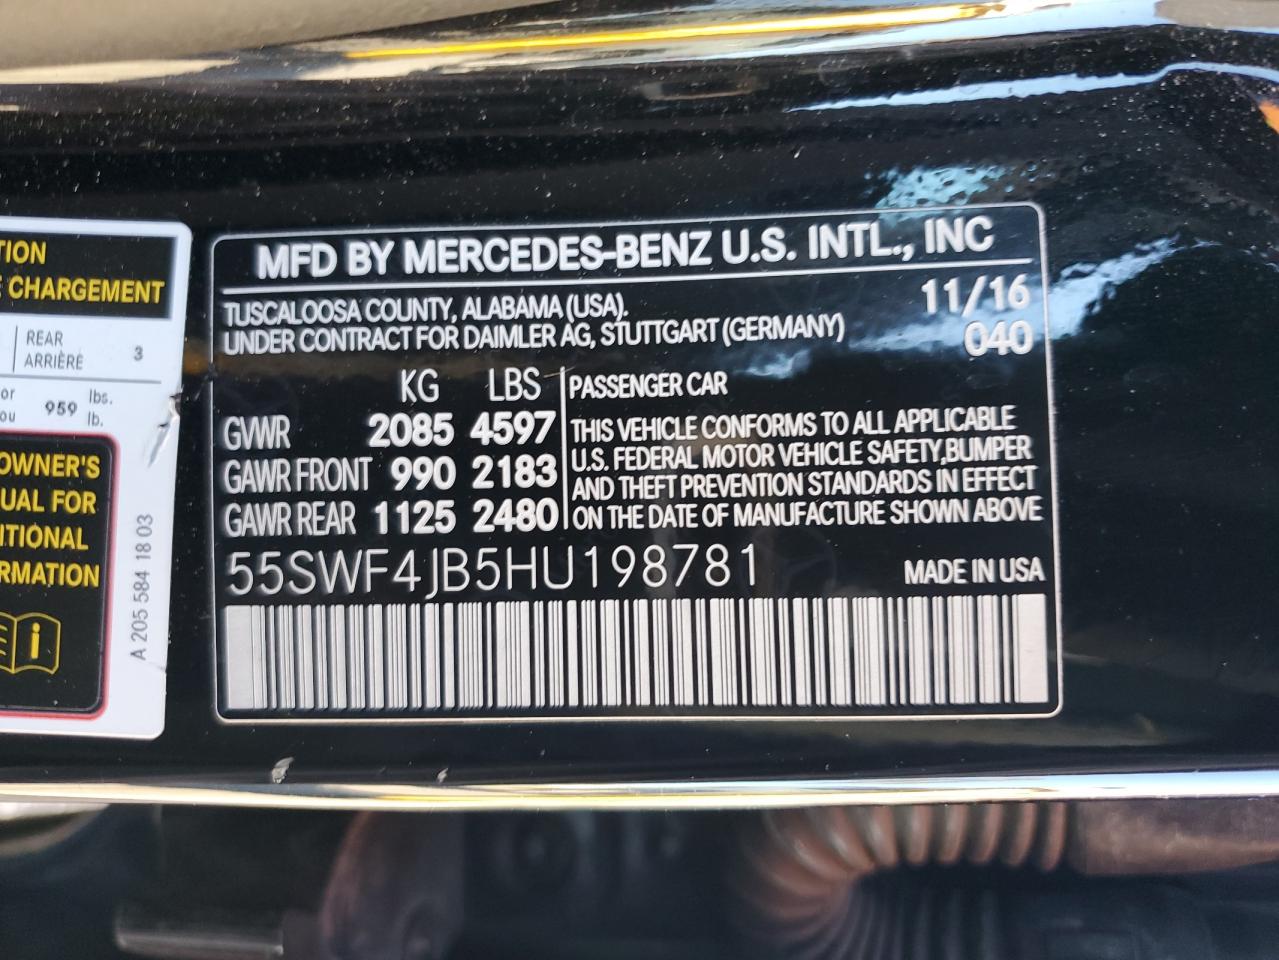 TION
E CHARGEMENT
REAR
ARRIÈRE
3
or
ou
959
lbs.
lb.
OWNER'S
UAL FOR
ITIONAL
RMATION
i
A 205 584 18 03
MFD BY MERCEDES-BENZ U.S. INTL., INC
TUSCALOOSA COUNTY, ALABAMA (USA). 11/16
UNDER CONTRACT FOR DAIMLER AG, STUTTGART (GERMANY) 040
KG LBS
GVWR 2085 4597
GAWR FRONT 990 2183
GAWR REAR 1125 2480
PASSENGER CAR
THIS VEHICLE CONFORMS TO ALL APPLICABLE
U.S. FEDERAL MOTOR VEHICLE SAFETY,BUMPER
AND THEFT PREVENTION STANDARDS IN EFFECT
ON THE DATE OF MANUFACTURE SHOWN ABOVE
55SWF4JB5HU198781 MADE IN USA